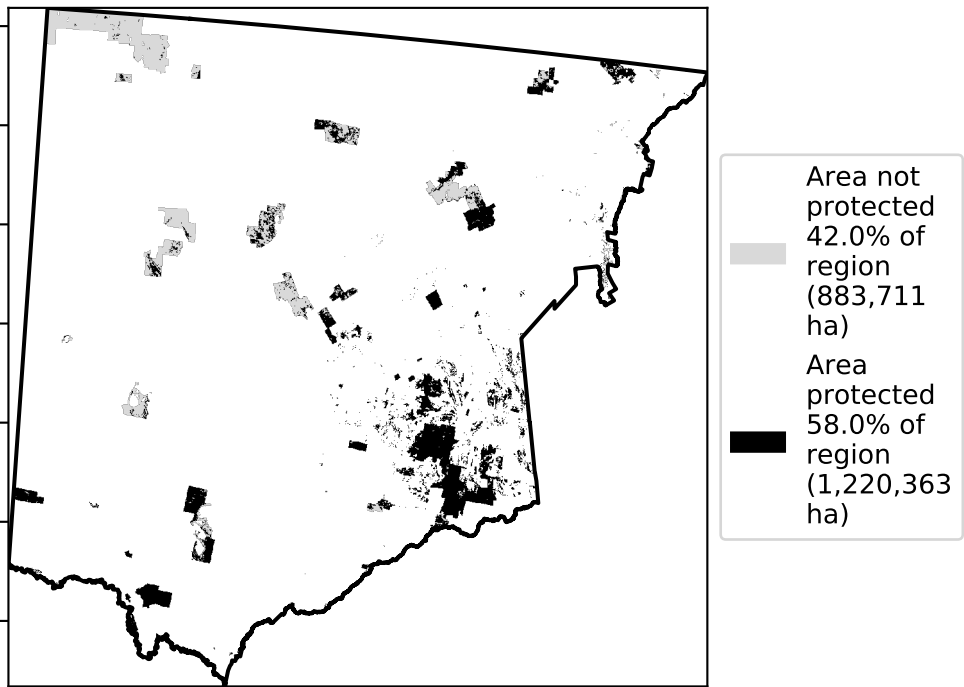 Area not
protected
42.0% of
region
(883,711
ha)
Area
protected
58.0% of
region
(1,220,363
ha)